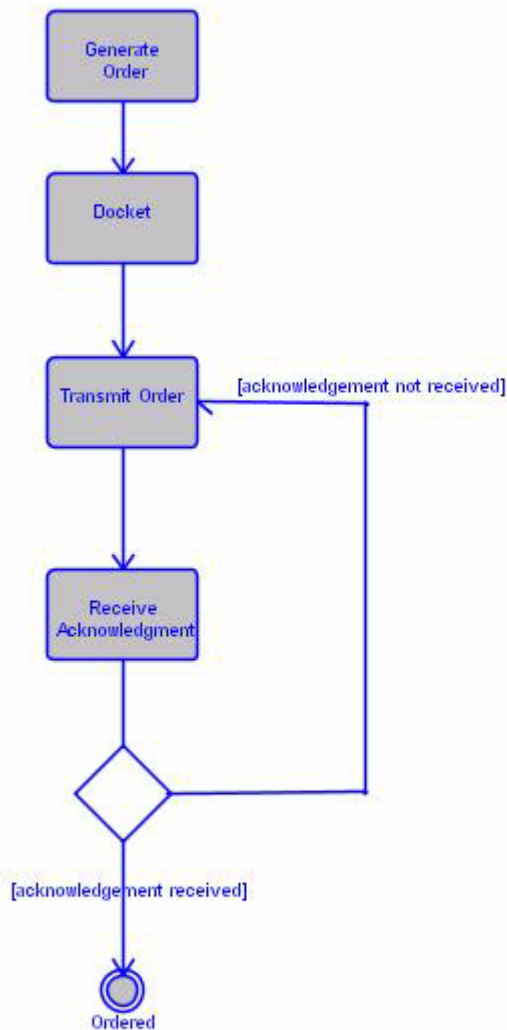 Generate
Order
Docket
Transmit Order
[acknowledgement not received]
Receive
Acknowledgment
[acknowledgement received]
Ordered